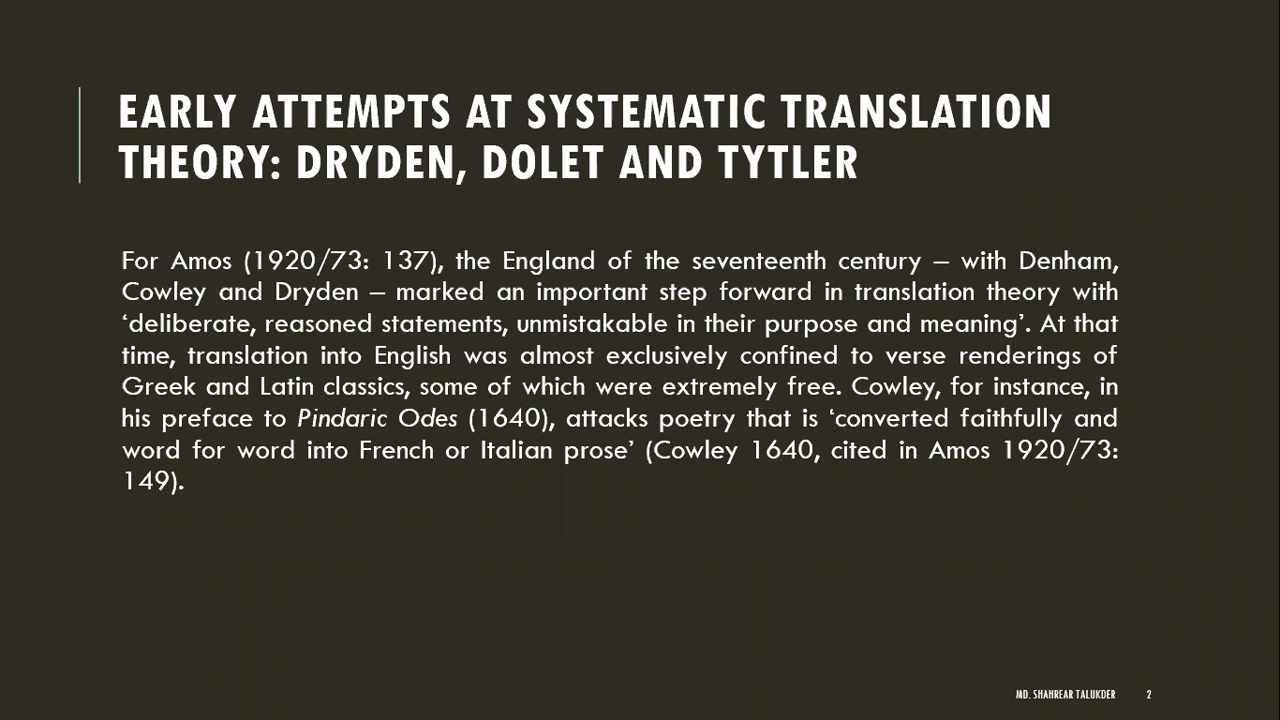 EARLY ATTEMPTS AT SYSTEMATIC TRANSLATION
THEORY: DRYDEN, DOLET AND TYTLER
For Amos (1920/73: 137), the England of the seventeenth century – with Denham,
Cowley and Dryden – marked an important step forward in translation theory with
‘deliberate, reasoned statements, unmistakable in their purpose and meaning’. At that
time, translation into English was almost exclusively confined to verse renderings of
Greek and Latin classics, some of which were extremely free. Cowley, for instance, in
his preface to Pindaric Odes (1640), attacks poetry that is ‘converted faithfully and
word for word into French or Italian prose’ (Cowley 1640, cited in Amos 1920/73:
149).
MD. SHAHREAR TALUKDER 2